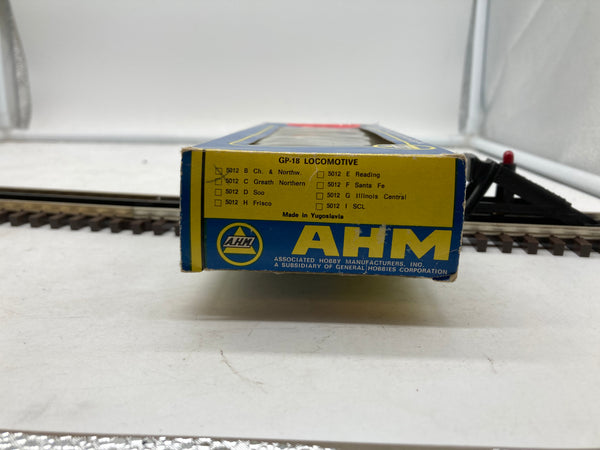 GP-18 LOCOMOTIVE
5012 B Ch. & Northw.
5012 C Greath Northern
5012 D Soo
5012 H Frisco
5012 E Reading
5012 F Santa Fe
5012 G Illinois Central
5012 I SCL
Made in Yugoslavia
A.H.M.
AHM
ASSOCIATED HOBBY MANUFACTURERS, INC.
A SUBSIDIARY OF GENERAL HOBBIES CORPORATION